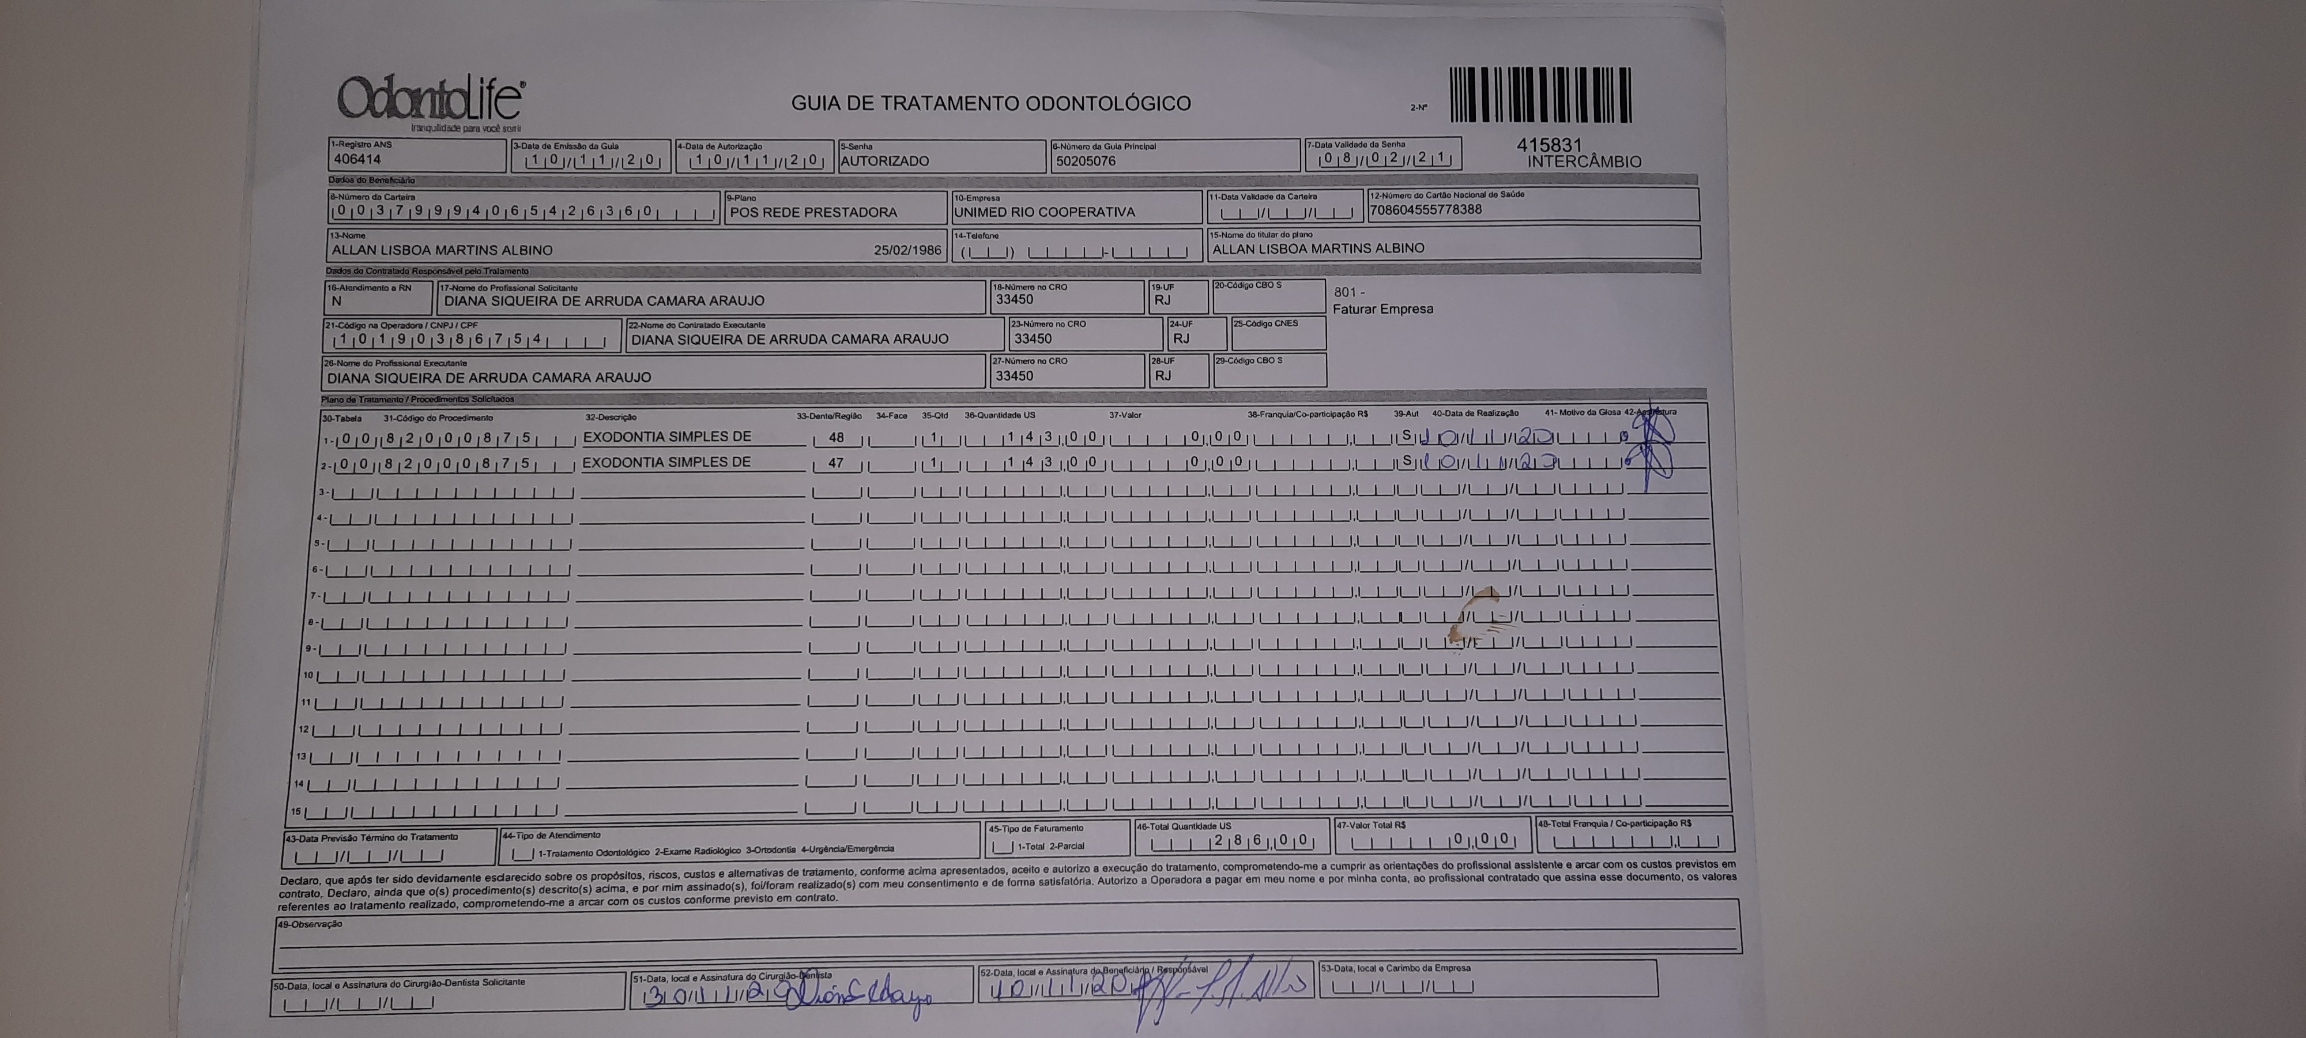 OdontoLife®
tranquilidade para você sorrir
GUIA DE TRATAMENTO ODONTOLÓGICO
2-Nº
415831
INTERCÂMBIO
1-Registro ANS
406414
3-Data de Emissão da Guia
10/11/20
4-Data de Autorização
10/11/20
5-Senha
AUTORIZADO
6-Número da Guia Principal
50205076
7-Data Validade da Senha
08/02/21
Dados do Beneficiário
8-Número da Carteira
00379994065426360
9-Plano
POS REDE PRESTADORA
10-Empresa
UNIMED RIO COOPERATIVA
11-Data Validade da Carteira
12-Número do Cartão Nacional de Saúde
708604555778388
13-Nome
ALLAN LISBOA MARTINS ALBINO 25/02/1986
14-Telefone
15-Nome do titular do plano
ALLAN LISBOA MARTINS ALBINO
Dados do Contratado Responsável pelo Tratamento
16-Atendimento a RN
N
17-Nome do Profissional Solicitante
DIANA SIQUEIRA DE ARRUDA CAMARA ARAUJO
18-Número no CRO
33450
19-UF
RJ
20-Código CBO S
801 -
Faturar Empresa
21-Código na Operadora / CNPJ / CPF
10190386754
22-Nome do Contratado Executante
DIANA SIQUEIRA DE ARRUDA CAMARA ARAUJO
23-Número no CRO
33450
24-UF
RJ
25-Código CNES
26-Nome do Profissional Executante
DIANA SIQUEIRA DE ARRUDA CAMARA ARAUJO
27-Número no CRO
33450
28-UF
RJ
29-Código CBO S
Plano de Tratamento / Procedimentos Solicitados
30-Tabela 31-Código do Procedimento 32-Descrição 33-Dente/Região 34-Face 35-Qtd 36-Quantidade US 37-Valor 38-Franquia/Co-participação R$ 39-Aut 40-Data de Realização 41- Motivo da Glosa 42-Assinatura
1- 00 82000875 EXODONTIA SIMPLES DE 48 1 143,00 0,00 S 10/11/20
2- 00 82000875 EXODONTIA SIMPLES DE 47 1 143,00 0,00 S 10/11/20
3-
4-
5-
6-
7-
8-
9-
10
11
12
13
14
15
43-Data Previsão Término do Tratamento
44-Tipo de Atendimento
1-Tratamento Odontológico 2-Exame Radiológico 3-Ortodontia 4-Urgência/Emergência
45-Tipo de Faturamento
1-Total 2-Parcial
46-Total Quantidade US
286,00
47-Valor Total R$
0,00
48-Total Franquia / Co-participação R$
Declaro, que após ter sido devidamente esclarecido sobre os propósitos, riscos, custos e alternativas de tratamento, conforme acima apresentados, aceito e autorizo a execução do tratamento, comprometendo-me a cumprir as orientações do profissional assistente e arcar com os custos previstos em
contrato. Declaro, ainda que o(s) procedimento(s) descrito(s) acima, e por mim assinado(s), foi/foram realizado(s) com meu consentimento e de forma satisfatória. Autorizo a Operadora a pagar em meu nome e por minha conta, ao profissional contratado que assina esse documento, os valores
referentes ao tratamento realizado, comprometendo-me a arcar com os custos conforme previsto em contrato.
49-Observação
50-Data, local e Assinatura do Cirurgião-Dentista Solicitante
51-Data, local e Assinatura do Cirurgião-Dentista
30/11/20
52-Data, local e Assinatura do Beneficiário / Responsável
10/11/20
53-Data, local e Carimbo da Empresa